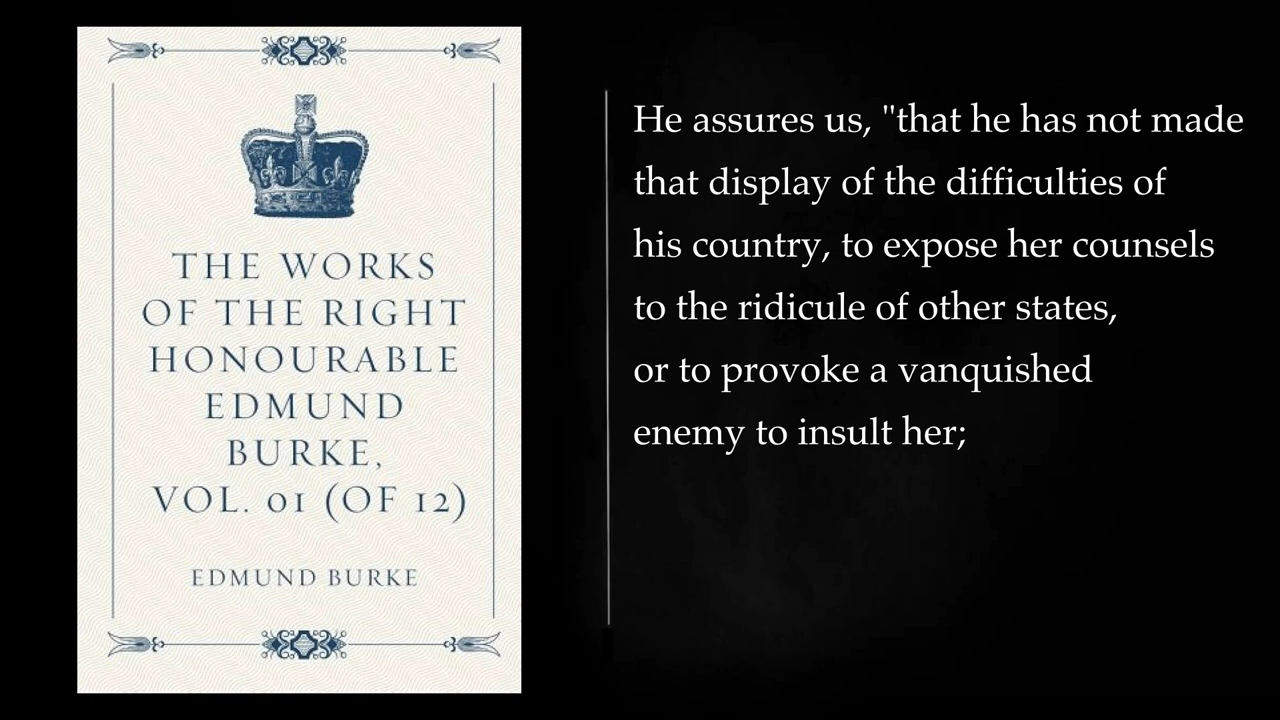 THE WORKS
OF THE RIGHT
HONOURABLE
EDMUND
BURKE,
VOL. 01 (OF 12)
EDMUND BURKE
He assures us, "that he has not made
that display of the difficulties of
his country, to expose her counsels
to the ridicule of other states,
or to provoke a vanquished
enemy to insult her;